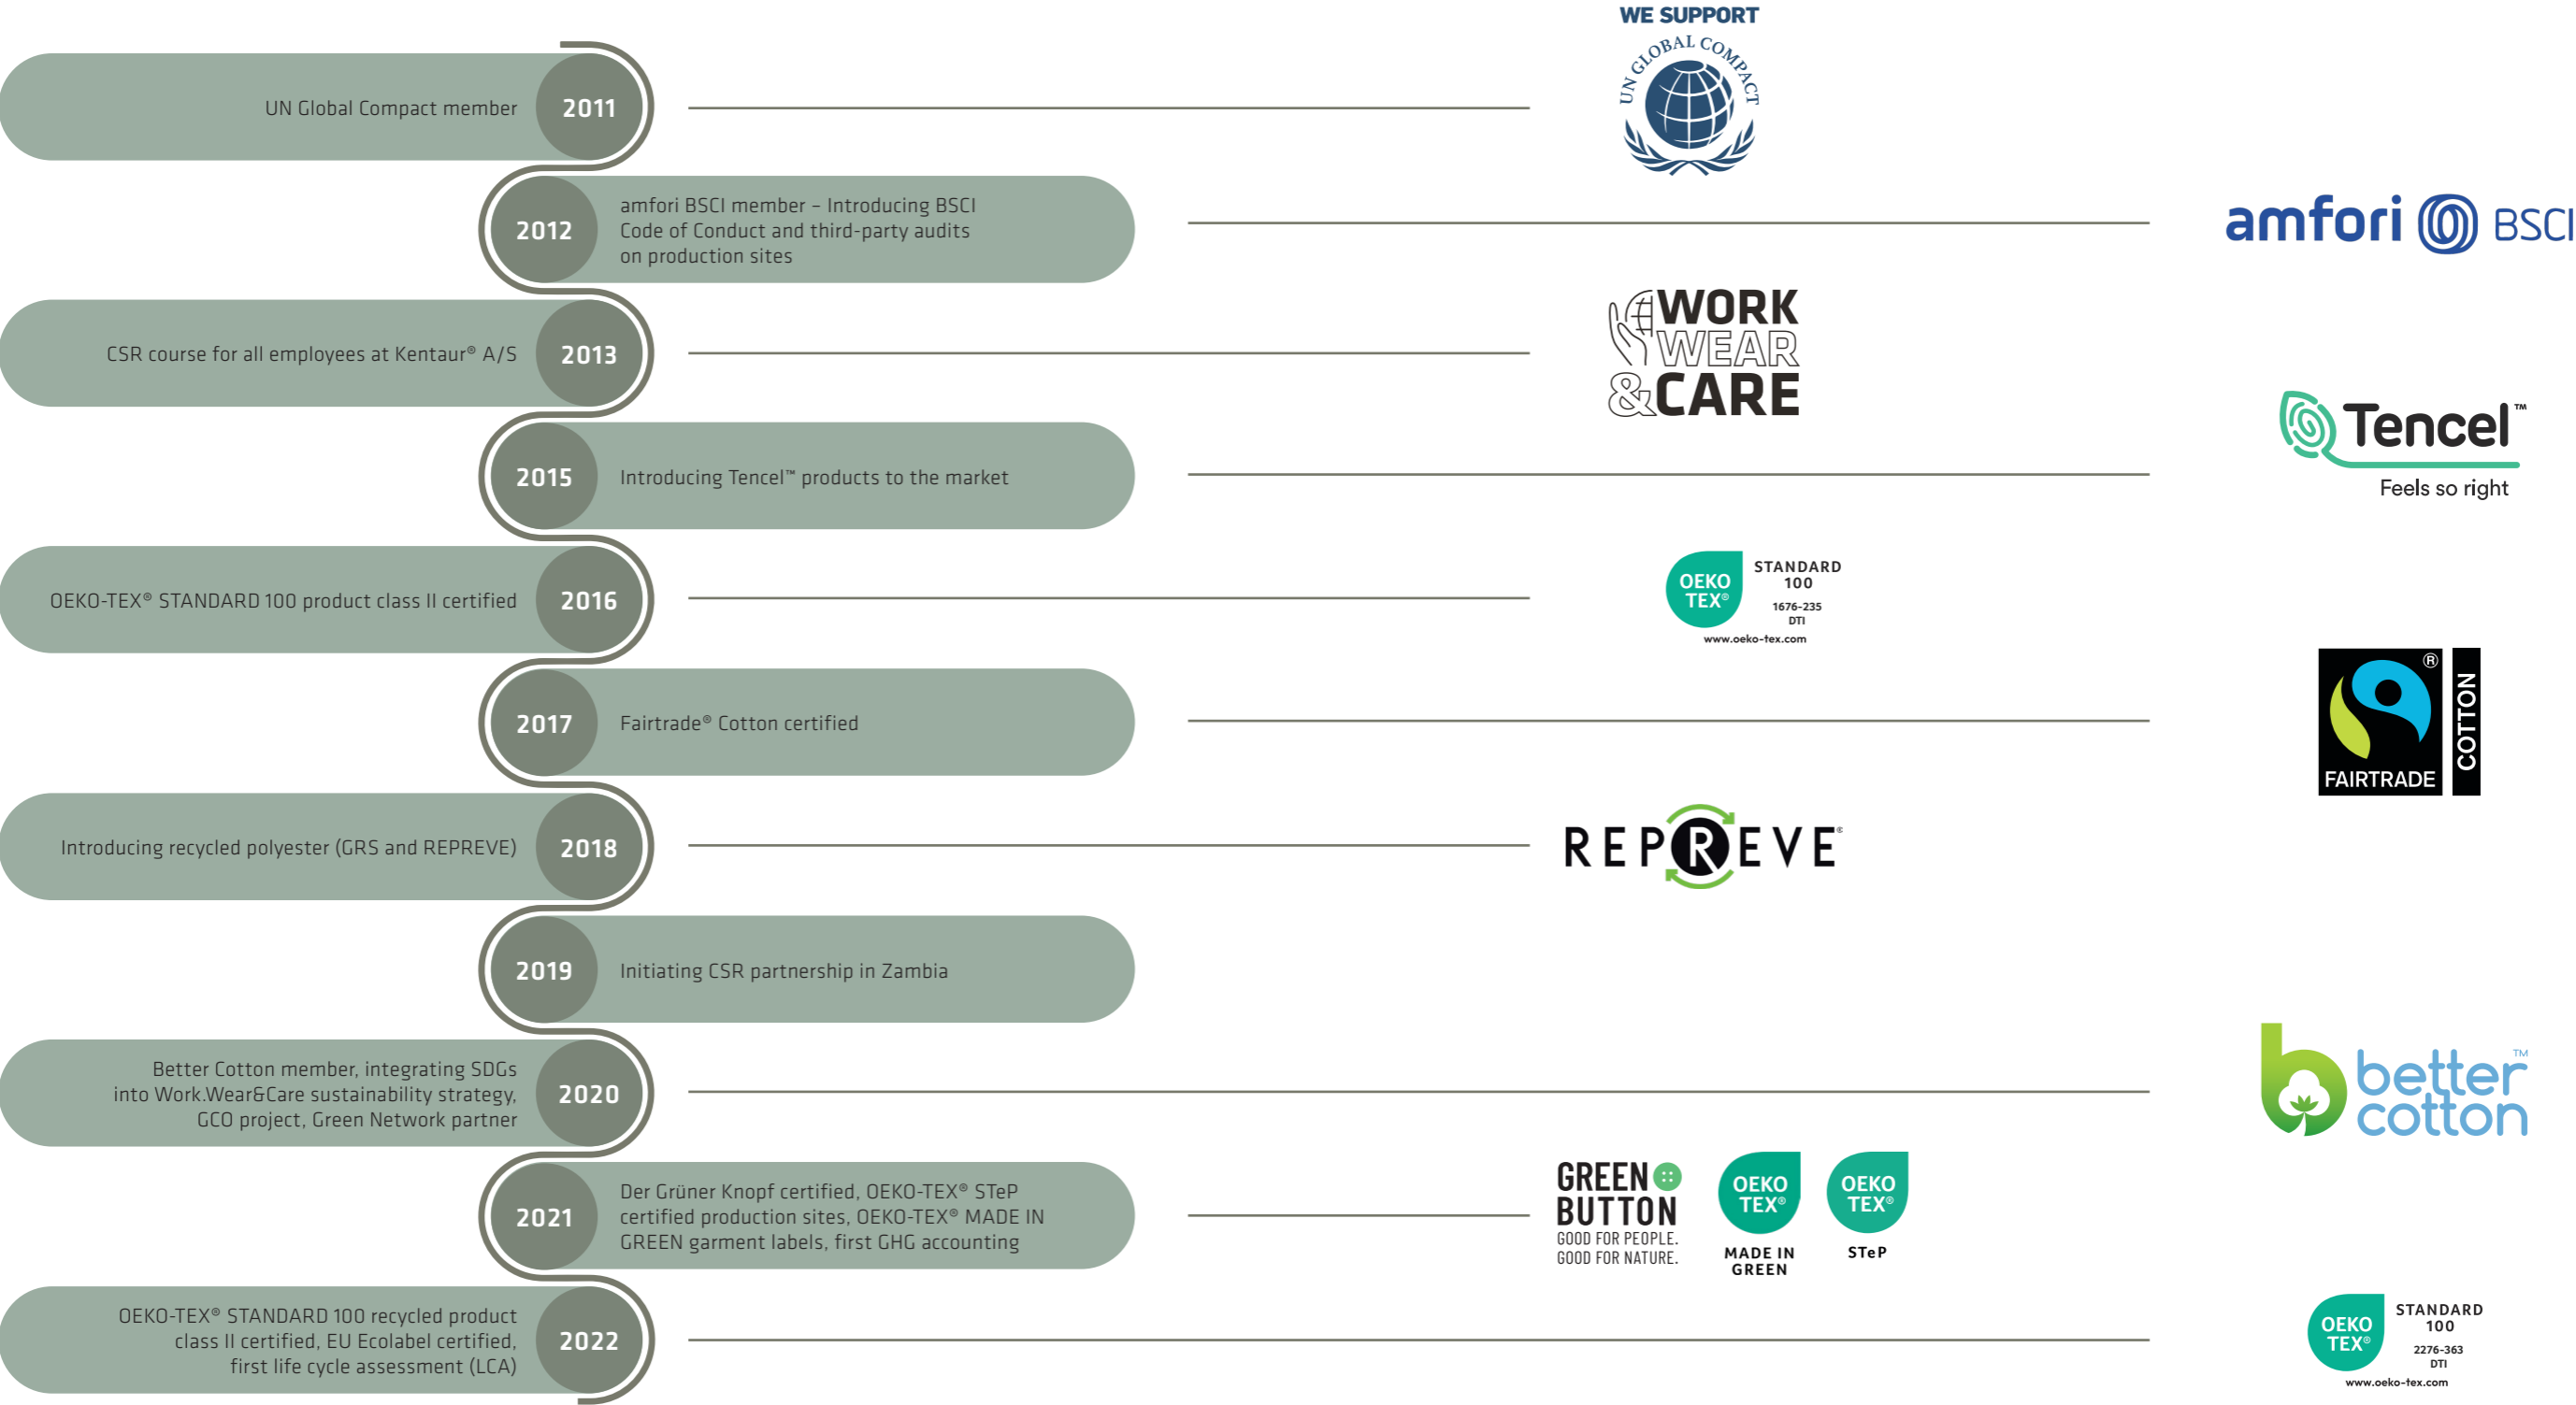 WE SUPPORT
UN GLOBAL COMPACT
UN Global Compact member
2011
2012
amfori BSCI member – Introducing BSCI
Code of Conduct and third-party audits
on production sites
amfori BSCI
CSR course for all employees at Kentaur® A/S
2013
WORK
WEAR
&CARE
2015
Introducing Tencel™ products to the market
Tencel™
Feels so right
OEKO-TEX® STANDARD 100 product class II certified
2016
OEKO
TEX®
STANDARD
100
1676-235
DTI
www.oeko-tex.com
2017
Fairtrade® Cotton certified
®
FAIRTRADE
COTTON
Introducing recycled polyester (GRS and REPREVE)
2018
REPREVE®
2019
Initiating CSR partnership in Zambia
Better Cotton member, integrating SDGs
into Work.Wear&Care sustainability strategy,
GCO project, Green Network partner
2020
better™
cotton
2021
Der Grüner Knopf certified, OEKO-TEX® STeP
certified production sites, OEKO-TEX® MADE IN
GREEN garment labels, first GHG accounting
GREEN
BUTTON
GOOD FOR PEOPLE.
GOOD FOR NATURE.
OEKO
TEX®
MADE IN
GREEN
OEKO
TEX®
STeP
OEKO-TEX® STANDARD 100 recycled product
class II certified, EU Ecolabel certified,
first life cycle assessment (LCA)
2022
OEKO
TEX®
STANDARD
100
2276-363
DTI
www.oeko-tex.com